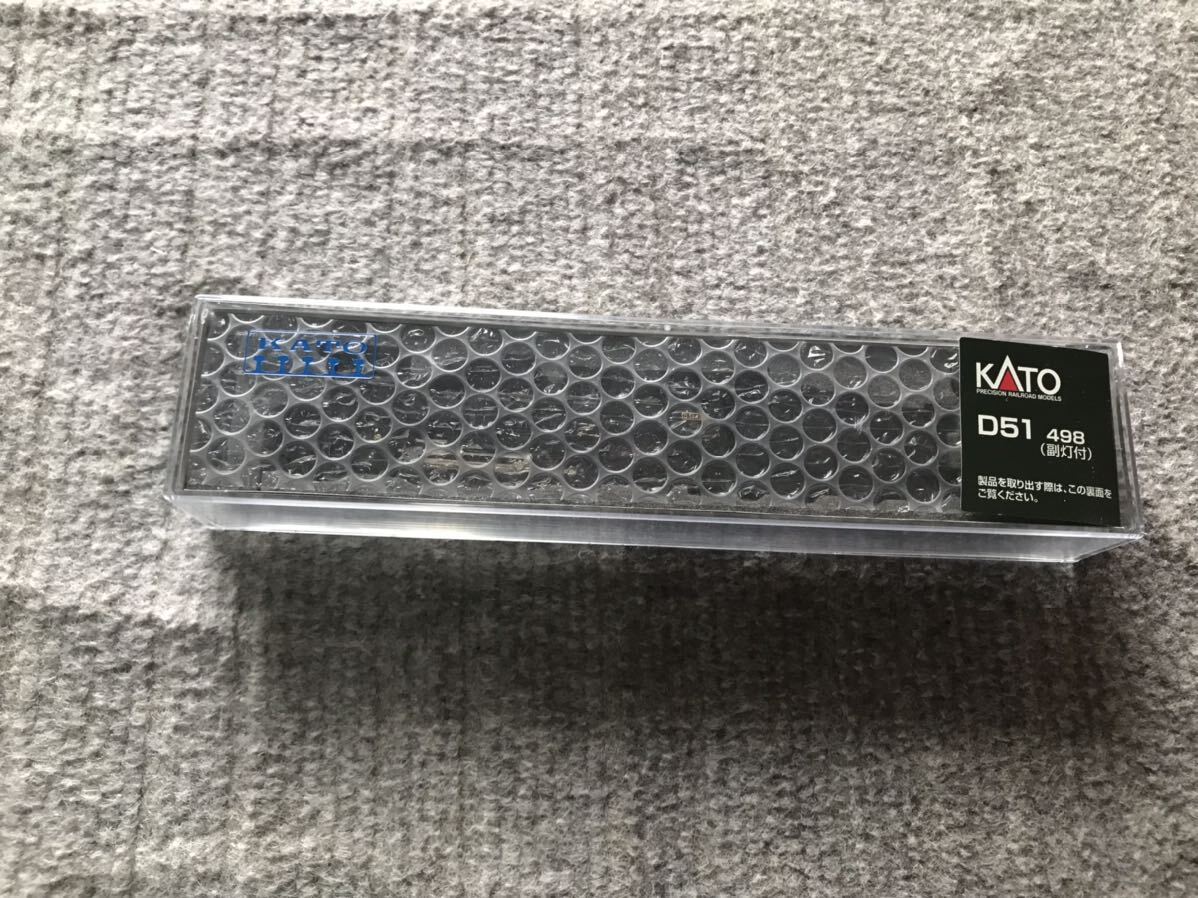 KATO
KATO
PRECISION RAILROAD MODELS
D51 498
(副灯付)
製品を取り出す際は、この裏面を
ご覧ください。